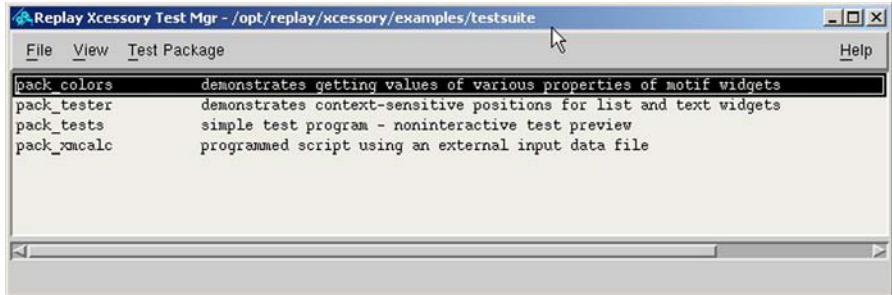 Replay Xcessory Test Mgr - /opt/replay/xcessory/examples/testsuite
File View Test Package Help
pack_colors demonstrates getting values of various properties of motif widgets
pack_tester demonstrates context-sensitive positions for list and text widgets
pack_tests simple test program - noninteractive test preview
pack_xmcalc programmed script using an external input data file